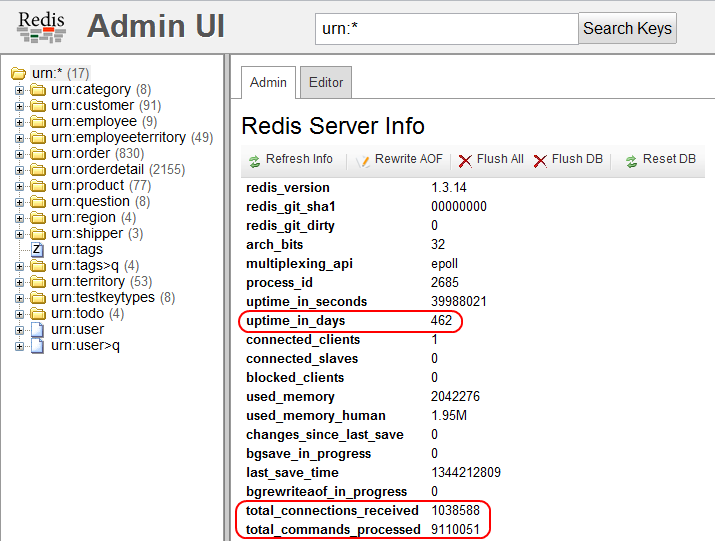 Redis Admin UI urn:* Search Keys
urn:* (17)
urn:category (8)
urn:customer (91)
urn:employee (9)
urn:employeeterritory (49)
urn:order (830)
urn:orderdetail (2155)
urn:product (77)
urn:question (8)
urn:region (4)
urn:shipper (3)
Z urn:tags
urn:tags>q (4)
urn:territory (53)
urn:testkeytypes (8)
urn:todo (4)
urn:user
urn:user>q
Admin Editor
Redis Server Info
Refresh Info Rewrite AOF Flush All Flush DB Reset DB
redis_version 1.3.14
redis_git_sha1 00000000
redis_git_dirty 0
arch_bits 32
multiplexing_api epoll
process_id 2685
uptime_in_seconds 39988021
uptime_in_days 462
connected_clients 1
connected_slaves 0
blocked_clients 0
used_memory 2042276
used_memory_human 1.95M
changes_since_last_save 0
bgsave_in_progress 0
last_save_time 1344212809
bgrewriteaof_in_progress 0
total_connections_received 1038588
total_commands_processed 9110051